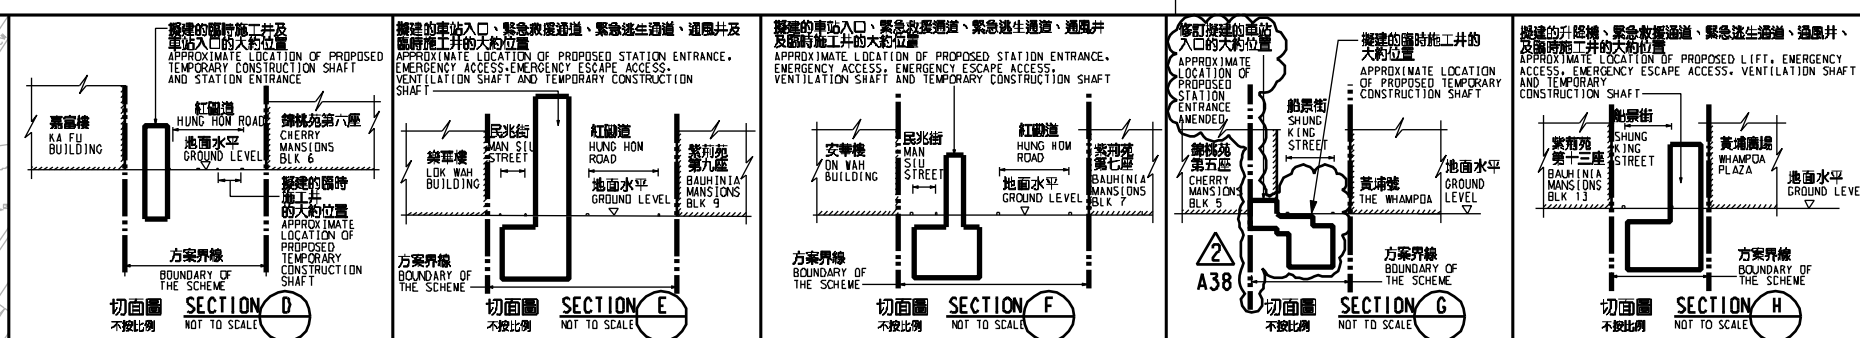 擬建的臨時施工井及
車站入口的大約位置
APPROXIMATE LOCATION OF PROPOSED
TEMPORARY CONSTRUCTION SHAFT
AND STATION ENTRANCE
嘉富樓
KA FU
BUILDING
紅磡道
HUNG HOM ROAD
地面水平
GROUND LEVEL
錦桃苑第六座
CHERRY
MANSIONS
BLK 6
擬建的臨時
施工井
的大約位置
APPROXIMATE
LOCATION OF
PROPOSED
TEMPORARY
CONSTRUCTION
SHAFT
方案界線
BOUNDARY OF
THE SCHEME
切面圖
不按比例
SECTION D
NOT TO SCALE
擬建的車站入口、緊急救援通道、緊急逃生通道、通風井及
臨時施工井的大約位置
APPROXIMATE LOCATION OF PROPOSED STATION ENTRANCE,
EMERGENCY ACCESS,EMERGENCY ESCAPE ACCESS,
VENTILATION SHAFT AND TEMPORARY CONSTRUCTION
SHAFT
樂華樓
LOK WAH
BUILDING
民兆街
MAN SIU
STREET
紅磡道
HUNG HOM
ROAD
地面水平
GROUND LEVEL
紫荊苑
第九座
BAUHINIA
MANSIONS
BLK 9
方案界線
BOUNDARY OF
THE SCHEME
切面圖
不按比例
SECTION E
NOT TO SCALE
擬建的車站入口、緊急救援通道、緊急逃生通道、通風井
及臨時施工井的大約位置
APPROXIMATE LOCATION OF PROPOSED STATION ENTRANCE,
EMERGENCY ACCESS, EMERGENCY ESCAPE ACCESS,
VENTILATION SHAFT AND TEMPORARY CONSTRUCTION SHAFT
安華樓
ON WAH
BUILDING
民兆街
MAN
SIU
STREET
紅磡道
HUNG HOM
ROAD
地面水平
GROUND LEVEL
紫荊苑
第七座
BAUHINIA
MANSIONS
BLK 7
方案界線
BOUNDARY OF
THE SCHEME
切面圖
不按比例
SECTION F
NOT TO SCALE
修訂擬建的車站
入口的大約位置
APPROXIMATE
LOCATION OF
PROPOSED
STATION
ENTRANCE
AMENDED
擬建的臨時施工井的
大約位置
APPROXIMATE LOCATION
OF PROPOSED TEMPORARY
CONSTRUCTION SHAFT
船景街
SHUNG
KING
STREET
錦桃苑
第五座
CHERRY
MANSIONS
BLK 5
黃埔號
THE WHAMPOA
地面水平
GROUND
LEVEL
2
A38
方案界線
BOUNDARY OF
THE SCHEME
切面圖
不按比例
SECTION G
NOT TO SCALE
擬建的升降機、緊急救援通道、緊急逃生通道、通風井、
及臨時施工井的大約位置
APPROXIMATE LOCATION OF PROPOSED LIFT, EMERGENCY
ACCESS, EMERGENCY ESCAPE ACCESS, VENTILATION SHAFT
AND TEMPORARY
CONSTRUCTION SHAFT
船景街
SHUNG
KING
STREET
紫荊苑
第十三座
BAUHINIA
MANSIONS
BLK 13
黃埔廣場
WHAMPOA
PLAZA
地面水平
GROUND LEVE
方案界線
BOUNDARY OF
THE SCHEME
切面圖
不按比例
SECTION H
NOT TO SCALE